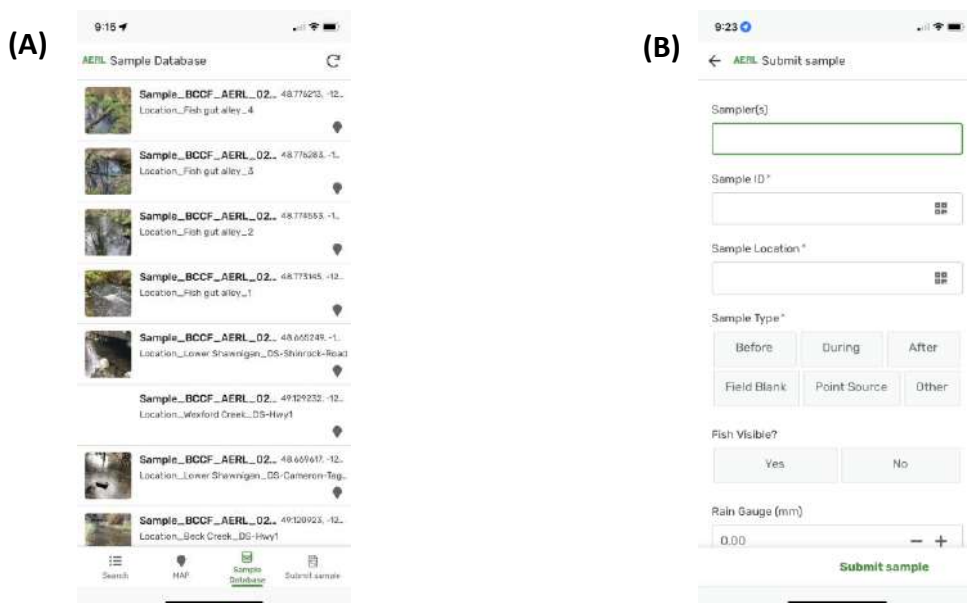 (A)
9:15
AERL Sample Database
Sample_BCCF_AERL_02... 48.776213, -12...
Location_Fish gut alley_4
Sample_BCCF_AERL_02... 48.776283, -1...
Location_Fish gut alley_3
Sample_BCCF_AERL_02... 48.774553, -1...
Location_Fish gut alley_2
Sample_BCCF_AERL_02... 48.773145, -12...
Location_Fish gut alley_1
Sample_BCCF_AERL_02... 48.665249, -1...
Location_Lower Shawnigan_DS-Shinrock-Road
Sample_BCCF_AERL_02... 49.129232, -12...
Location_Wexford Creek_DS-Hwy1
Sample_BCCF_AERL_02... 48.669617, -12...
Location_Lower Shawnigan_DS-Cameron-Tag...
Sample_BCCF_AERL_02... 49.120923, -12...
Location_Beck Creek_DS-Hwy1
Search
MAP
Sample Database
Submit sample
(B)
9:23
AERL Submit sample
Sampler(s)
Sample ID*
Sample Location*
Sample Type*
Before During After
Field Blank Point Source Other
Fish Visible?
Yes No
Rain Gauge (mm)
0.00 − +
Submit sample